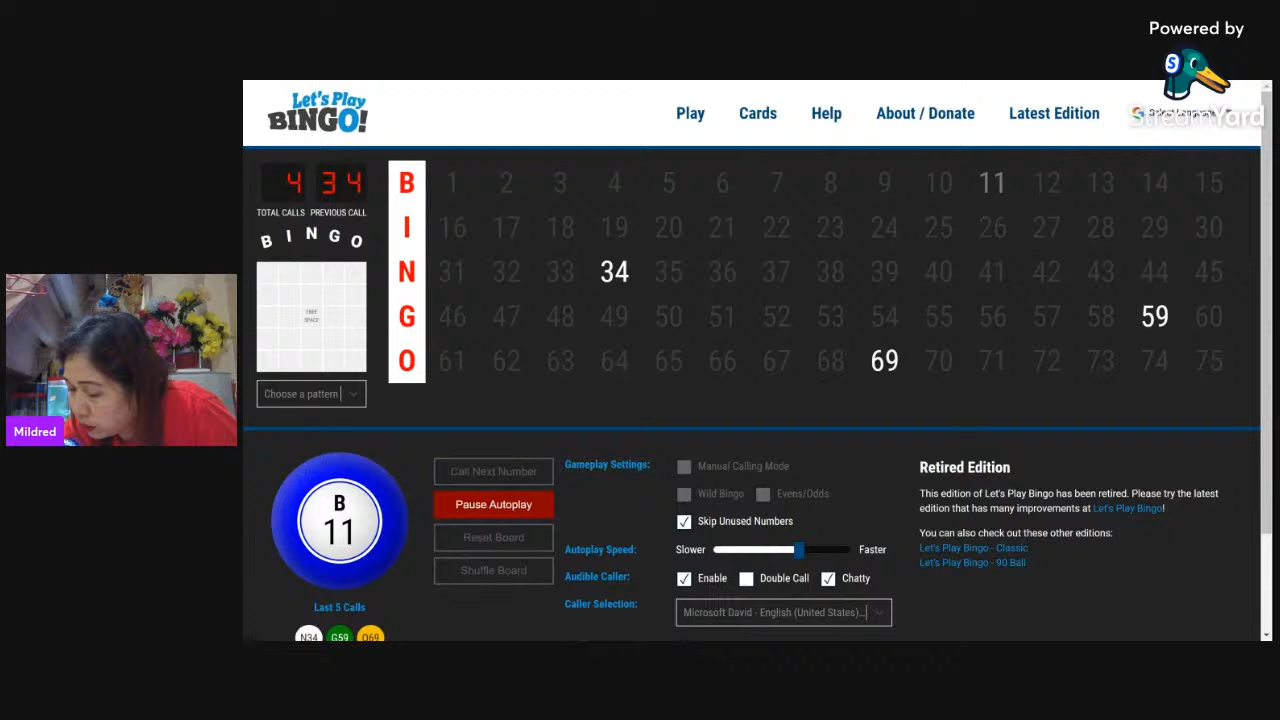 Powered by
StreamYard
Let's Play
BINGO!
Play
Cards
Help
About / Donate
Latest Edition
Select Language
4
34
TOTAL CALLS
PREVIOUS CALL
B I N G O
FREE
SPACE
Choose a pattern
B 1 2 3 4 5 6 7 8 9 10 11 12 13 14 15
I 16 17 18 19 20 21 22 23 24 25 26 27 28 29 30
N 31 32 33 34 35 36 37 38 39 40 41 42 43 44 45
G 46 47 48 49 50 51 52 53 54 55 56 57 58 59 60
O 61 62 63 64 65 66 67 68 69 70 71 72 73 74 75
Mildred
B
11
Last 5 Calls
N34 G59 O69
Call Next Number
Pause Autoplay
Reset Board
Shuffle Board
Gameplay Settings:
Manual Calling Mode
Wild Bingo
Evens/Odds
Skip Unused Numbers
Autoplay Speed:
Slower
Faster
Audible Caller:
Enable
Double Call
Chatty
Caller Selection:
Microsoft David - English (United States)...
Retired Edition
This edition of Let's Play Bingo has been retired. Please try the latest
edition that has many improvements at Let's Play Bingo!
You can also check out these other editions:
Let's Play Bingo - Classic
Let's Play Bingo - 90 Ball